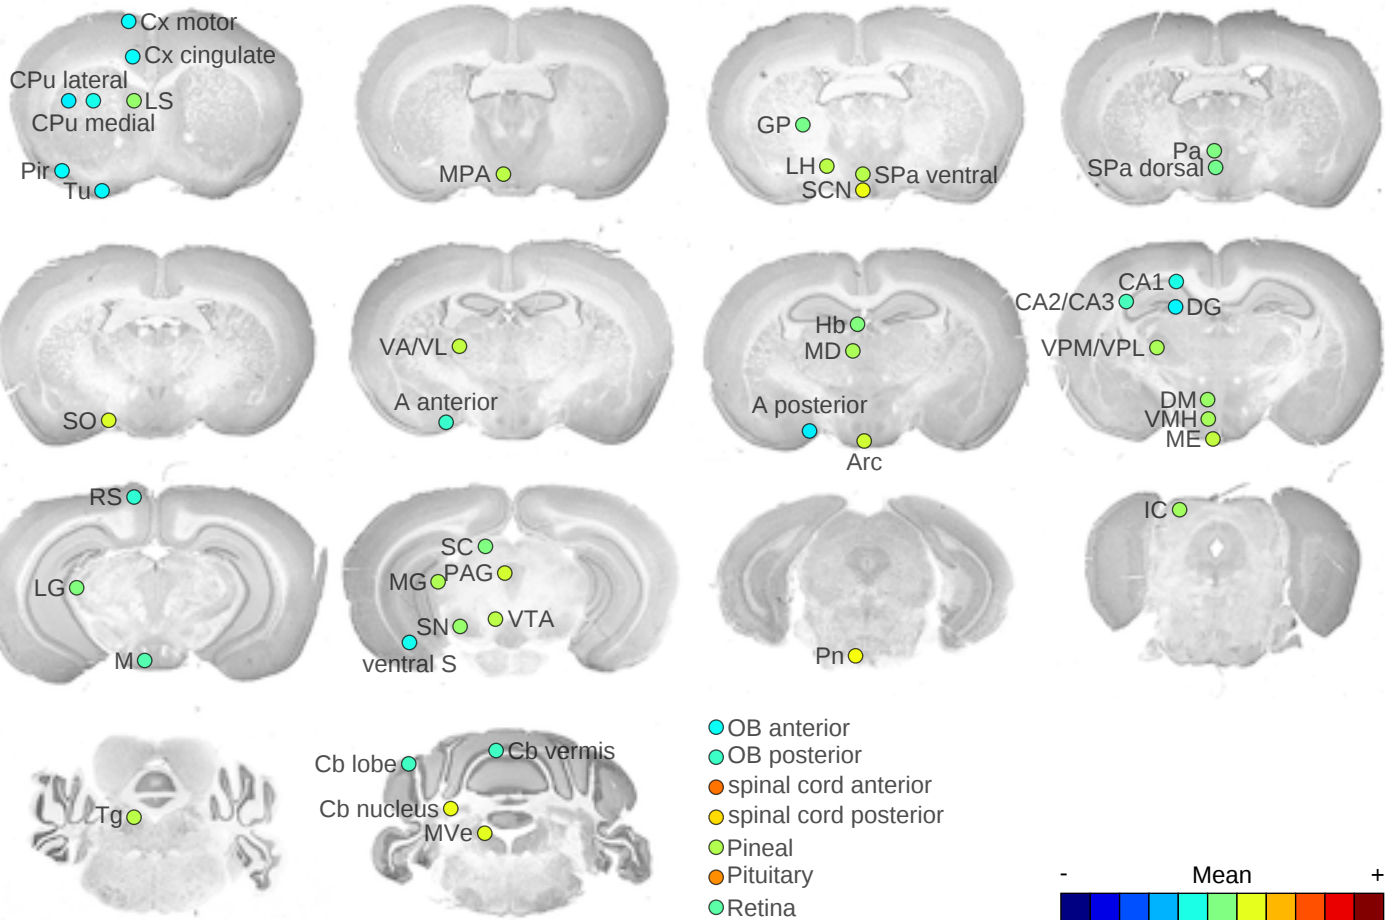 Cx motor
Cx cingulate
CPu lateral
LS
CPu medial
Pir
Tu
MPA
GP
LH
SPa ventral
SCN
Pa
SPa dorsal
SO
VA/VL
A anterior
Hb
MD
A posterior
Arc
CA1
CA2/CA3
DG
VPM/VPL
DM
VMH
ME
RS
LG
M
SC
MG
PAG
SN
VTA
ventral S
Pn
IC
Tg
Cb lobe
Cb vermis
Cb nucleus
MVe
OB anterior
OB posterior
spinal cord anterior
spinal cord posterior
Pineal
Pituitary
Retina
- Mean +